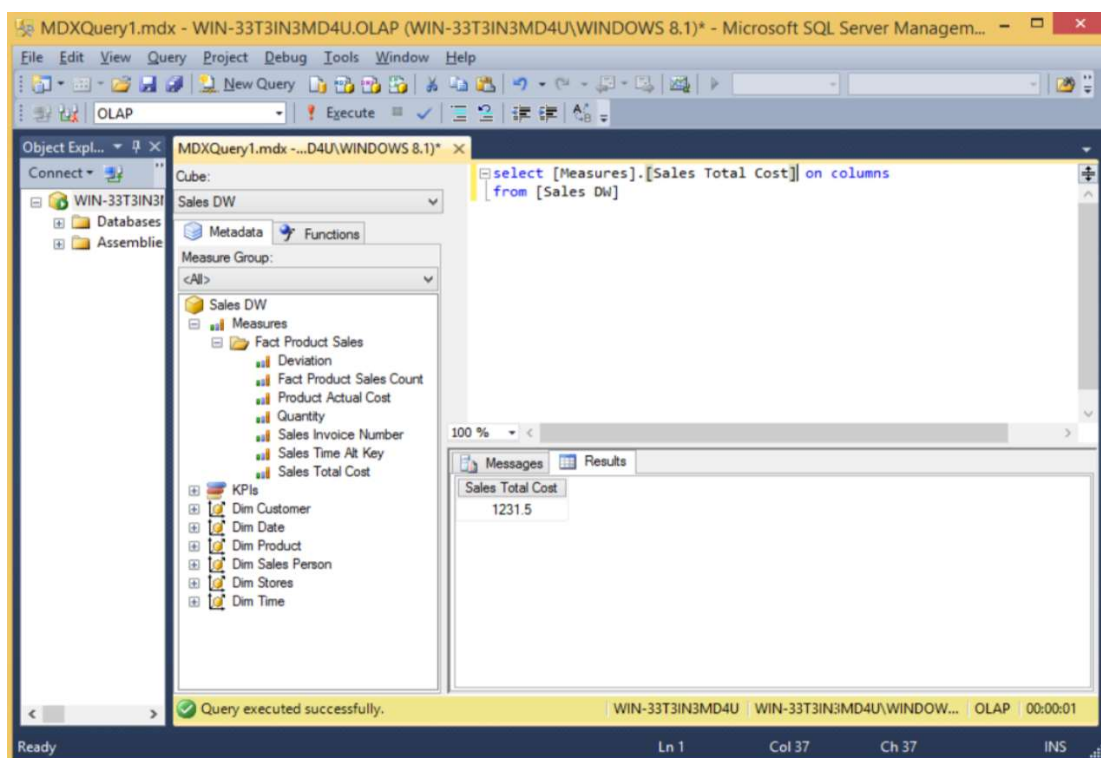 MDXQuery1.mdx - WIN-33T3IN3MD4U.OLAP (WIN-33T3IN3MD4U\WINDOWS 8.1)* - Microsoft SQL Server Managem...
File Edit View Query Project Debug Tools Window Help
New Query
OLAP Execute
Object Expl...
Connect
WIN-33T3IN3
Databases
Assemblie
MDXQuery1.mdx -...D4U\WINDOWS 8.1)*
Cube:
Sales DW
Metadata Functions
Measure Group:
<All>
Sales DW
Measures
Fact Product Sales
Deviation
Fact Product Sales Count
Product Actual Cost
Quantity
Sales Invoice Number
Sales Time Alt Key
Sales Total Cost
KPIs
Dim Customer
Dim Date
Dim Product
Dim Sales Person
Dim Stores
Dim Time
select [Measures].[Sales Total Cost] on columns
from [Sales DW]
100 %
Messages Results
Sales Total Cost
1231.5
Query executed successfully. WIN-33T3IN3MD4U WIN-33T3IN3MD4U\WINDOW... OLAP 00:00:01
Ready Ln 1 Col 37 Ch 37 INS